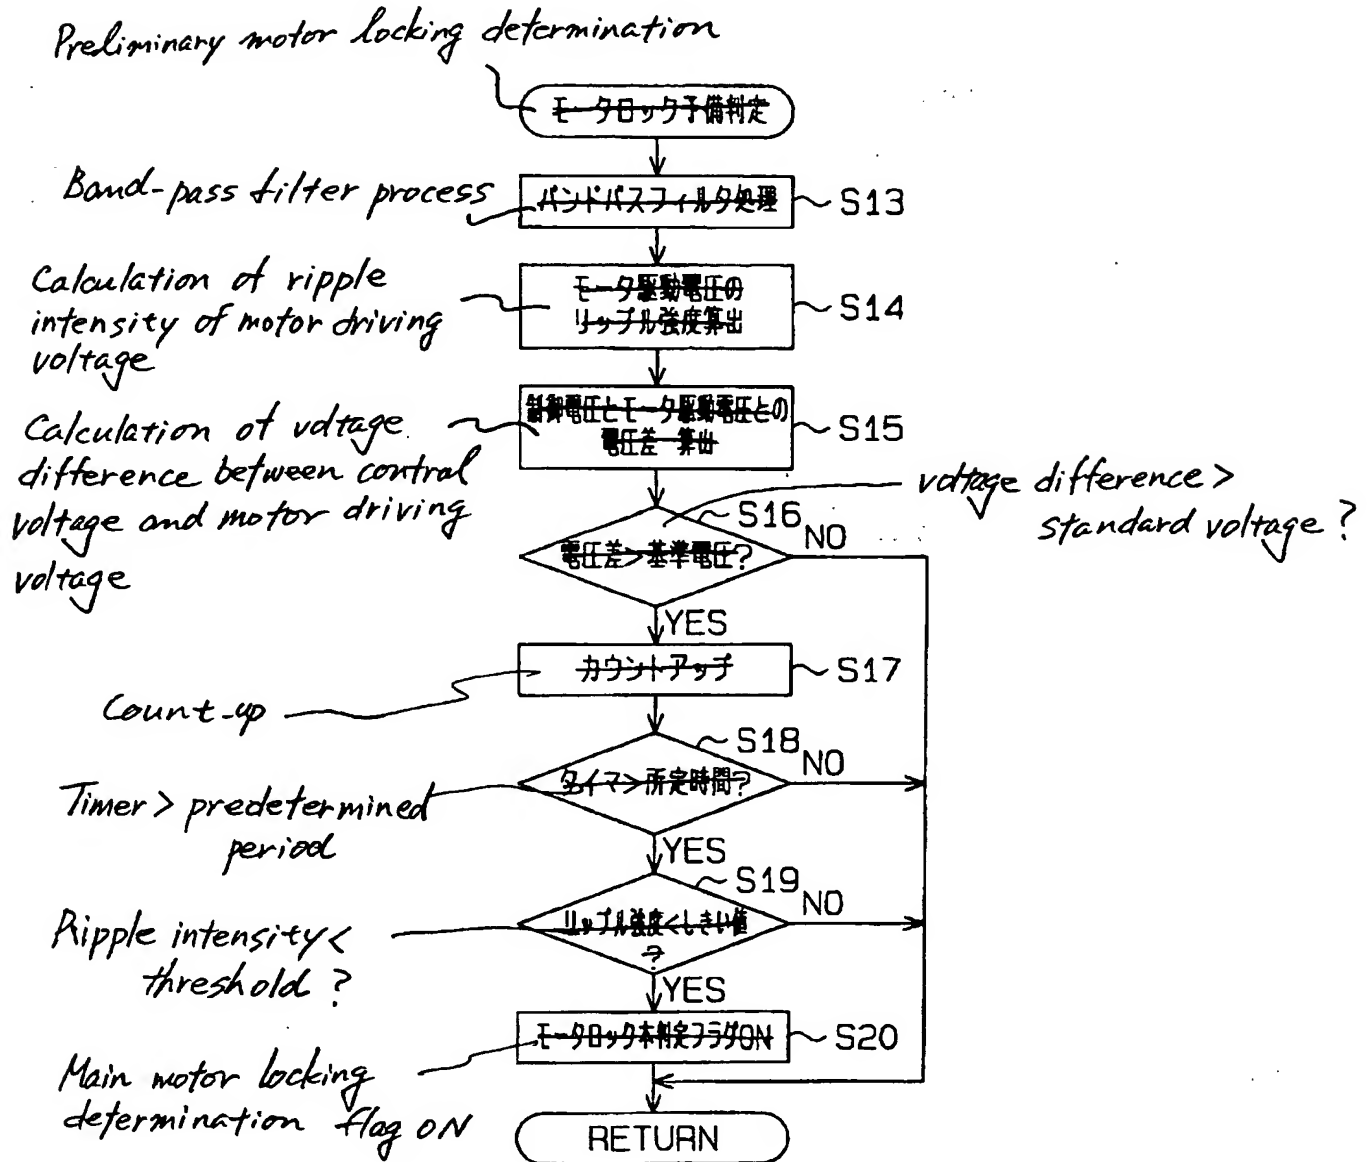 Preliminary motor locking determination
モータロック予備判定
Band-pass filter process
バンドパスフィルタ処理
S13
Calculation of ripple
intensity of motor driving
voltage
モータ駆動電圧の
リップル強度算出
S14
Calculation of voltage
difference between control
voltage and motor driving
voltage
制御電圧とモータ駆動電圧との
電圧差 算出
S15
voltage difference >
standard voltage ?
S16
電圧差>基準電圧?
NO
YES
Count-up
カウントアップ
S17
S18
Timer > predetermined
period
タイマ>所定時間?
NO
YES
S19
Ripple intensity <
threshold ?
リップル強度<しきい値
?
NO
YES
Main motor locking
determination flag ON
モータロック本判定フラグON
S20
RETURN